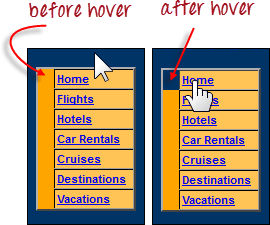 before hover
after hover
Home
Flights
Hotels
Car Rentals
Cruises
Destinations
Vacations
Home
Hotels
Car Rentals
Cruises
Destinations
Vacations